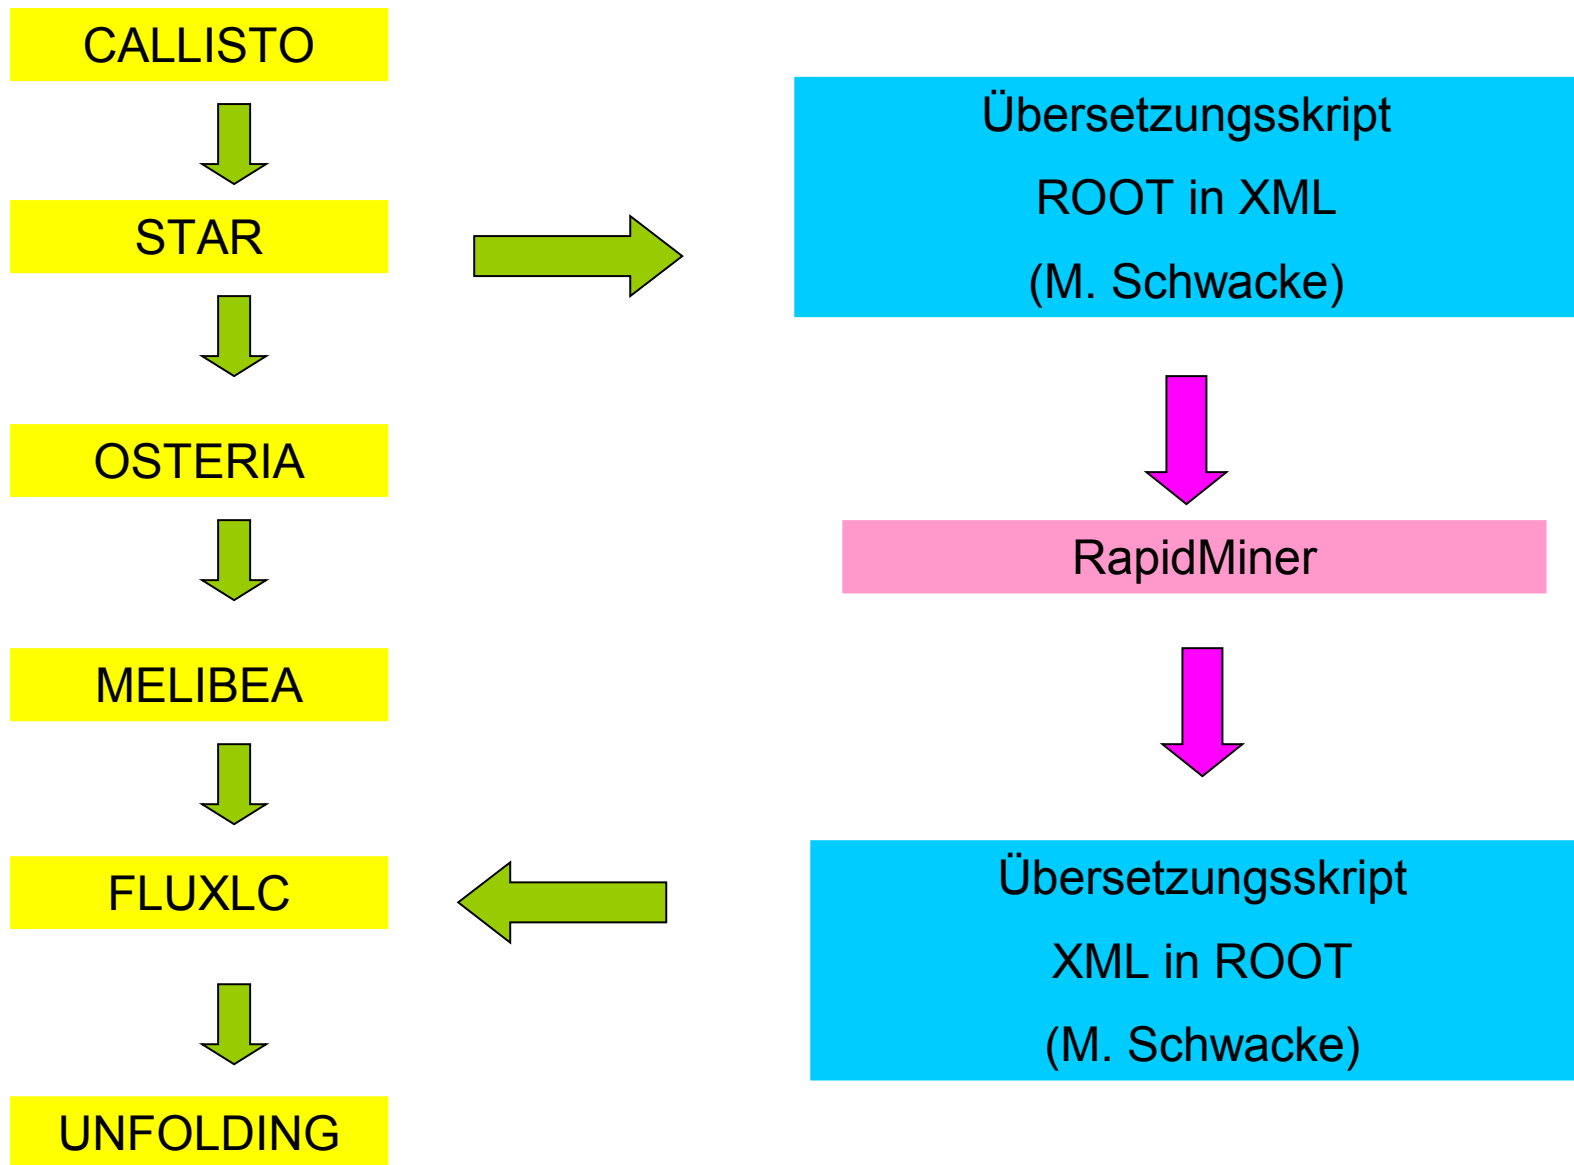 CALLISTO
STAR
OSTERIA
MELIBEA
FLUXLC
UNFOLDING
Übersetzungsskript
ROOT in XML
(M. Schwacke)
RapidMiner
Übersetzungsskript
XML in ROOT
(M. Schwacke)